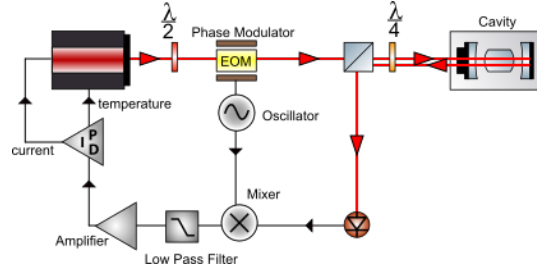 λ/2
Phase Modulator
λ/4
Cavity
EOM
temperature
Oscillator
P
I
D
current
Mixer
Amplifier
Low Pass Filter